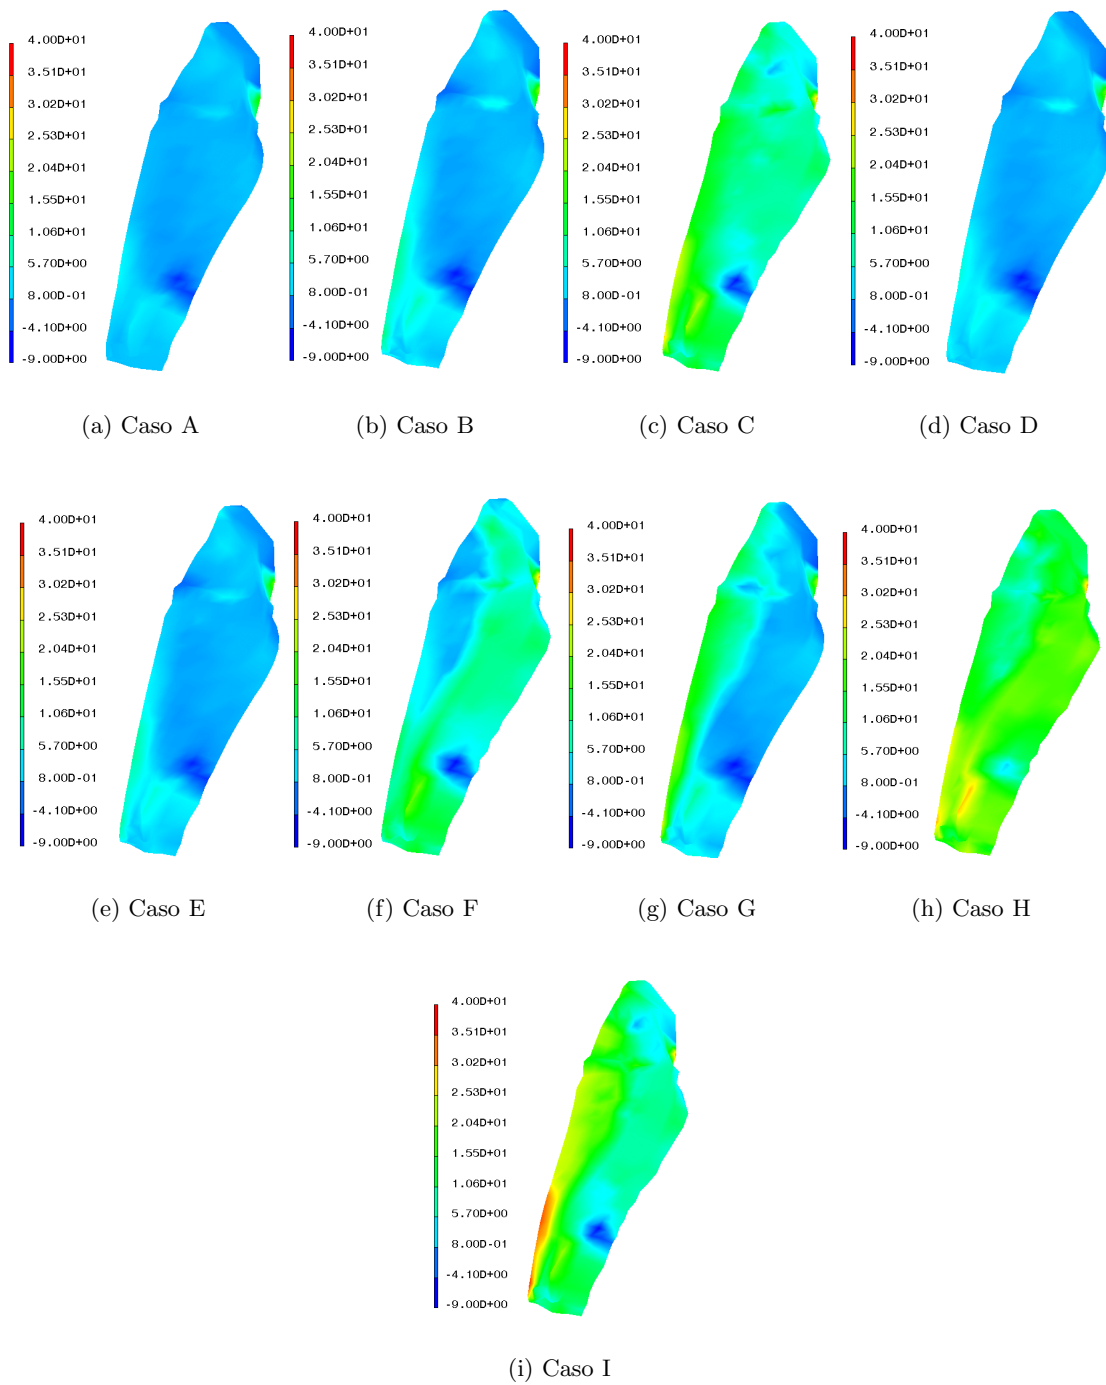 4.00D+01
3.51D+01
3.02D+01
2.53D+01
2.04D+01
1.55D+01
1.06D+01
5.70D+00
8.00D-01
-4.10D+00
-9.00D+00
(a) Caso A
4.00D+01
3.51D+01
3.02D+01
2.53D+01
2.04D+01
1.55D+01
1.06D+01
5.70D+00
8.00D-01
-4.10D+00
-9.00D+00
(b) Caso B
4.00D+01
3.51D+01
3.02D+01
2.53D+01
2.04D+01
1.55D+01
1.06D+01
5.70D+00
8.00D-01
-4.10D+00
-9.00D+00
(c) Caso C
4.00D+01
3.51D+01
3.02D+01
2.53D+01
2.04D+01
1.55D+01
1.06D+01
5.70D+00
8.00D-01
-4.10D+00
-9.00D+00
(d) Caso D
4.00D+01
3.51D+01
3.02D+01
2.53D+01
2.04D+01
1.55D+01
1.06D+01
5.70D+00
8.00D-01
-4.10D+00
-9.00D+00
(e) Caso E
4.00D+01
3.51D+01
3.02D+01
2.53D+01
2.04D+01
1.55D+01
1.06D+01
5.70D+00
8.00D-01
-4.10D+00
-9.00D+00
(f) Caso F
4.00D+01
3.51D+01
3.02D+01
2.53D+01
2.04D+01
1.55D+01
1.06D+01
5.70D+00
8.00D-01
-4.10D+00
-9.00D+00
(g) Caso G
4.00D+01
3.51D+01
3.02D+01
2.53D+01
2.04D+01
1.55D+01
1.06D+01
5.70D+00
8.00D-01
-4.10D+00
-9.00D+00
(h) Caso H
4.00D+01
3.51D+01
3.02D+01
2.53D+01
2.04D+01
1.55D+01
1.06D+01
5.70D+00
8.00D-01
-4.10D+00
-9.00D+00
(i) Caso I